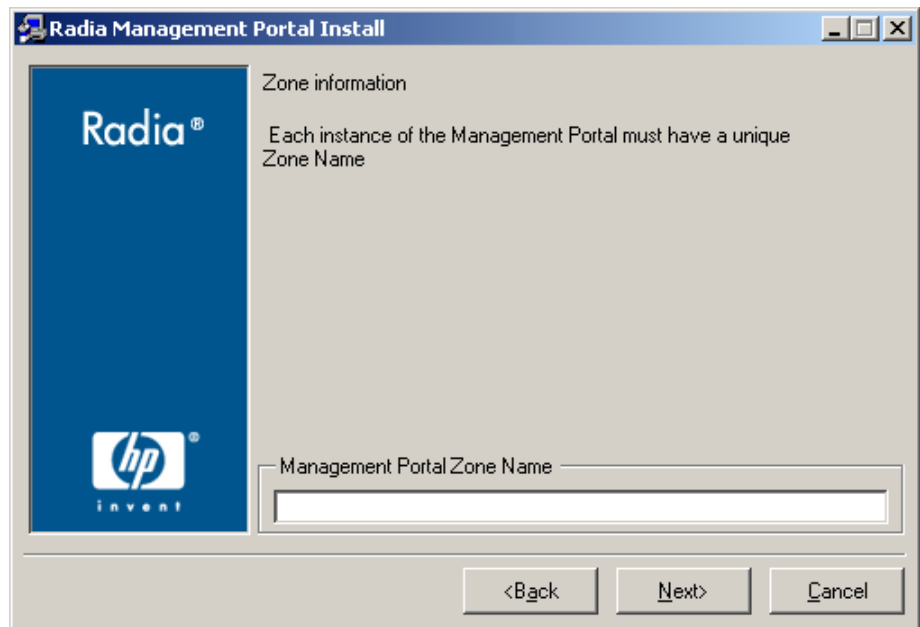 Radia Management Portal Install
Radia®
Zone information
Each instance of the Management Portal must have a unique
Zone Name
hp®
invent
Management Portal Zone Name
<Back
Next>
Cancel